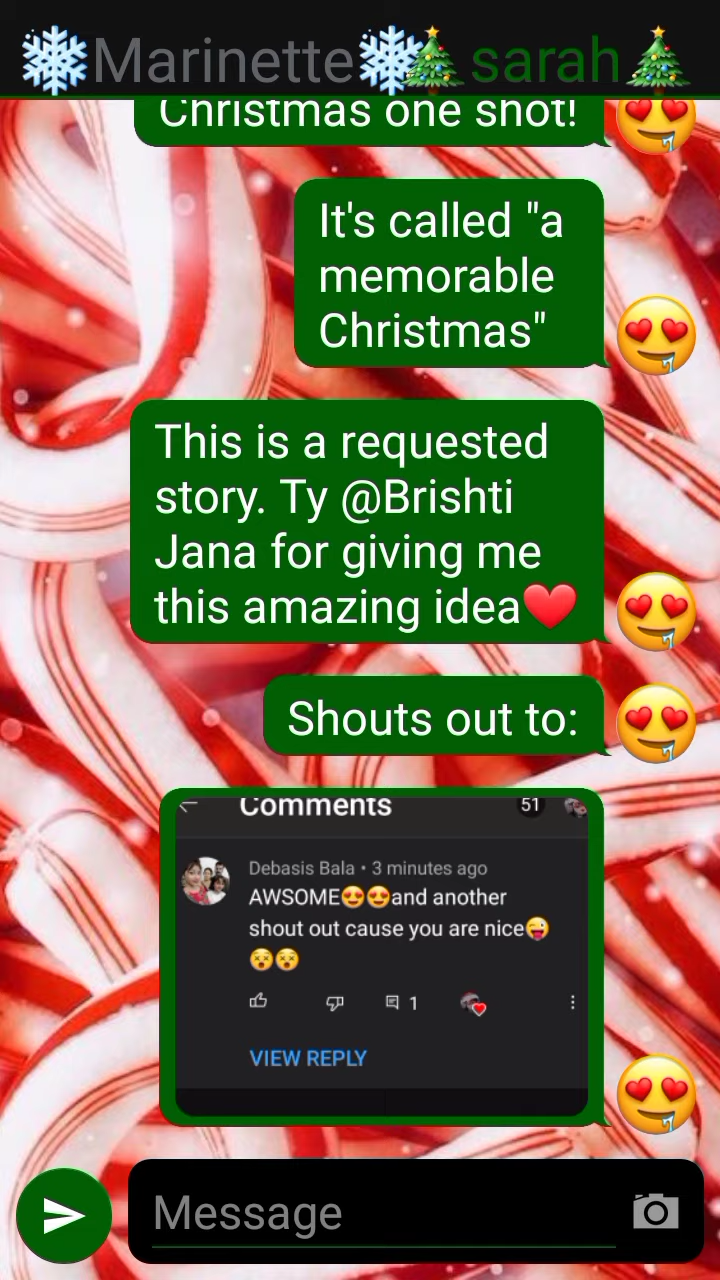 ❄Marinette❄🎄sarah🎄
Christmas one shot!
It's called "a
memorable
Christmas"
This is a requested
story. Ty @Brishti
Jana for giving me
this amazing idea❤
Shouts out to:
Comments 51
Debasis Bala • 3 minutes ago
AWSOME😍😍and another
shout out cause you are nice😜
😵😵
1
VIEW REPLY
Message